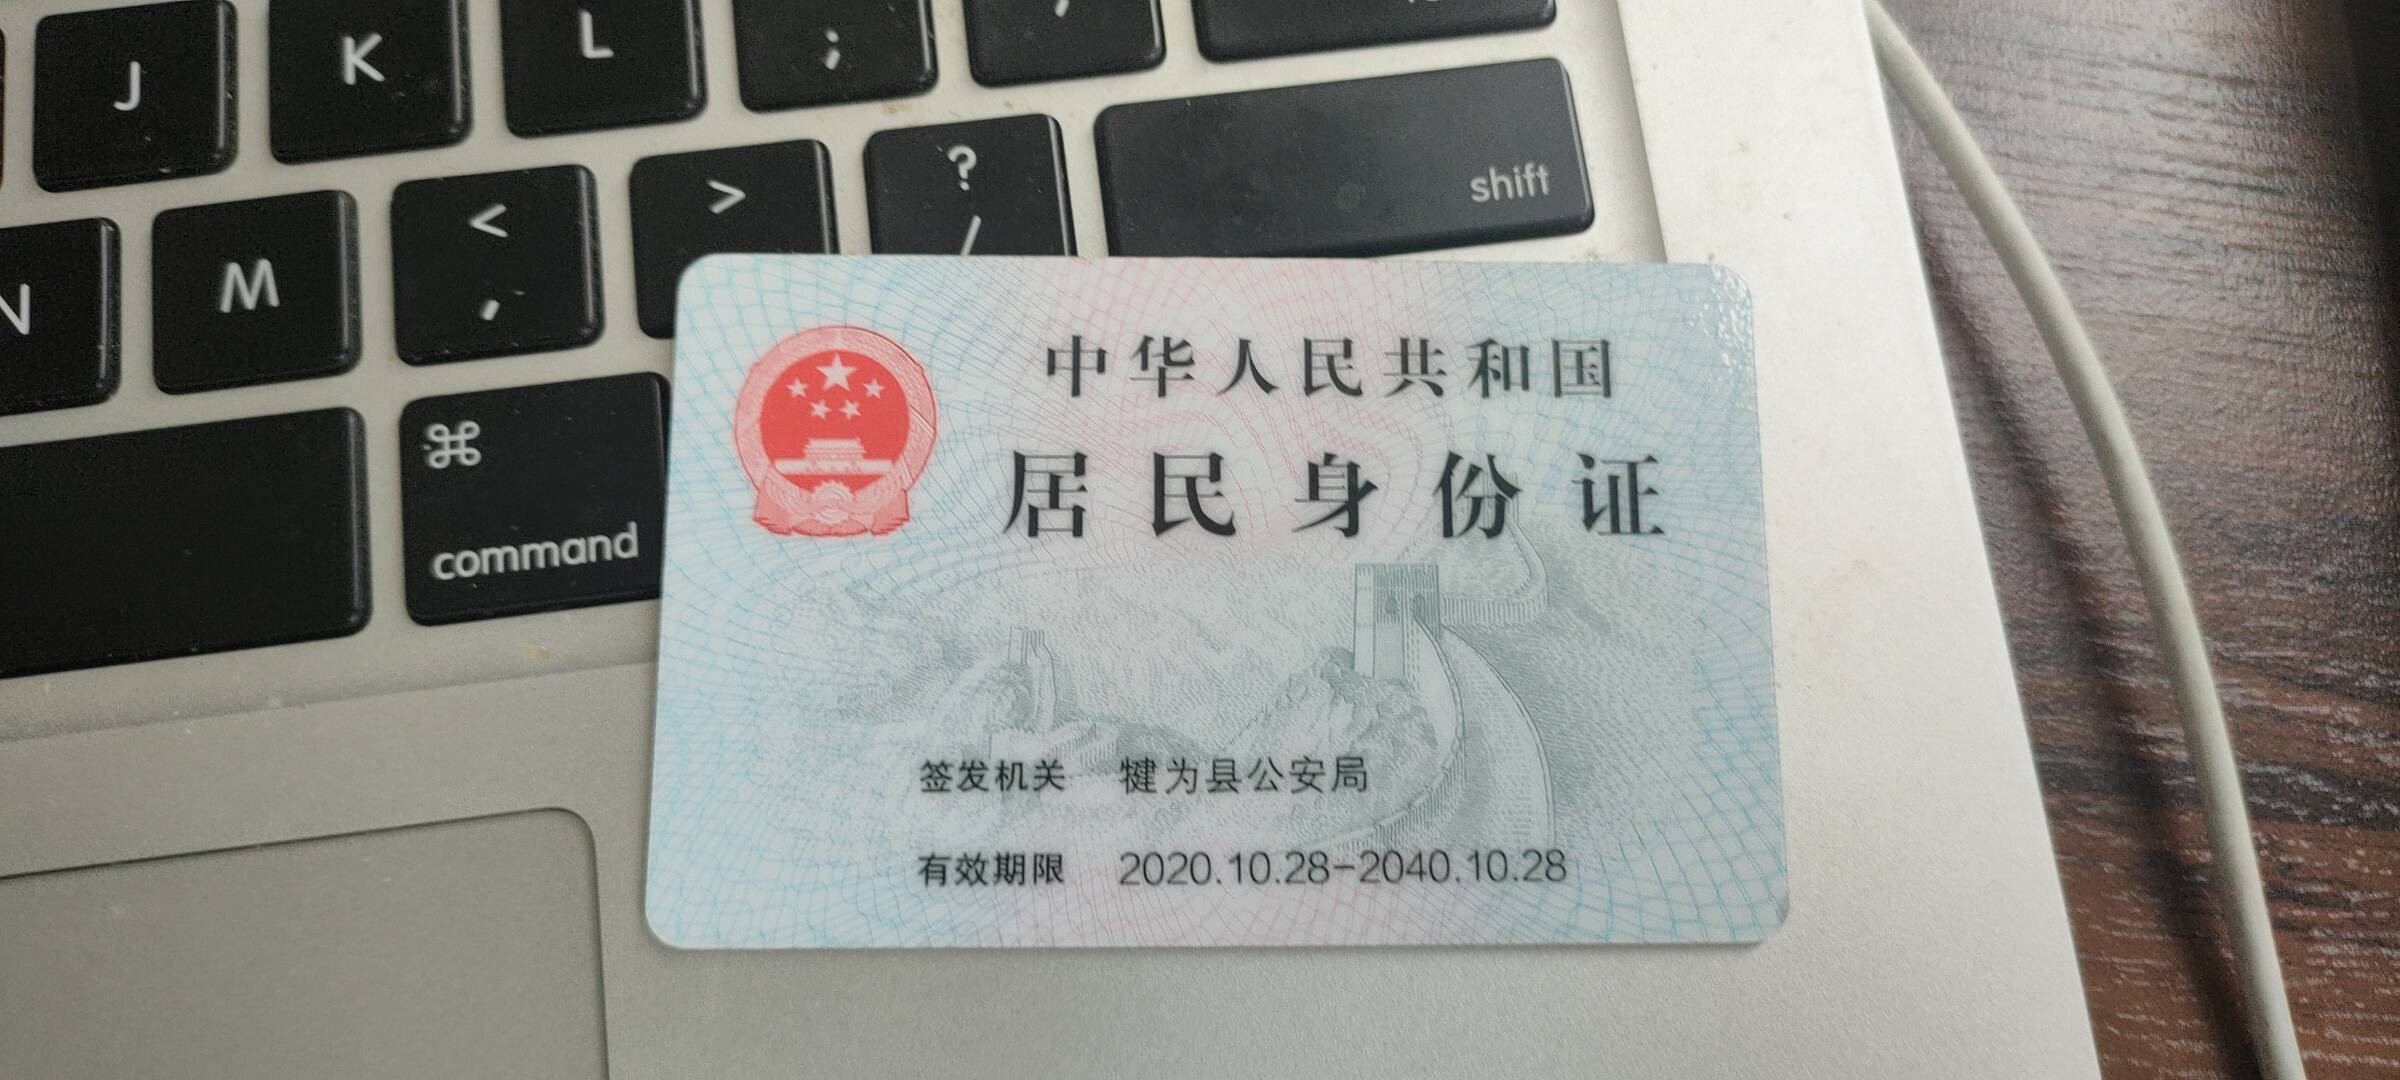 J K L ;
N M < , > ? / shift
⌘ command
中华人民共和国
居民身份证
签发机关 犍为县公安局
有效期限 2020.10.28-2040.10.28